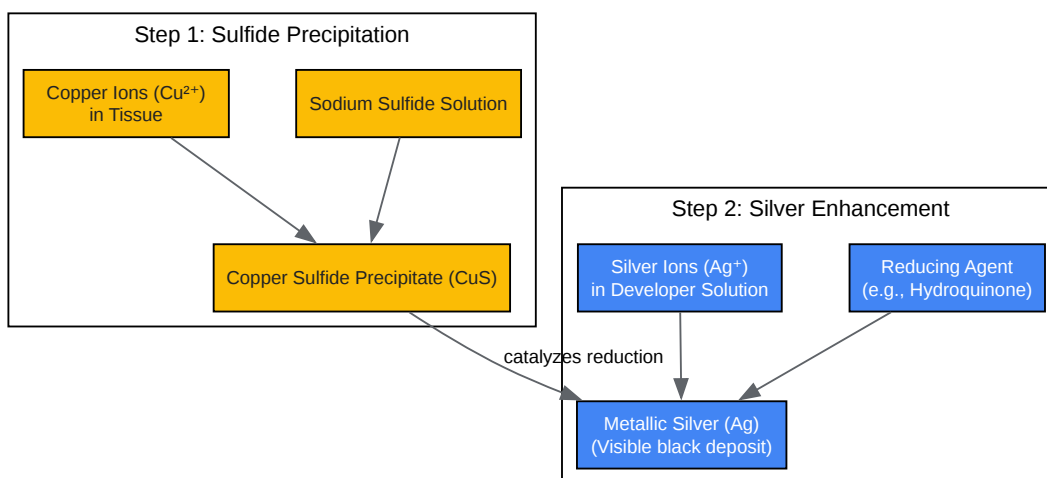 Step 1: Sulfide Precipitation
Copper Ions (Cu²⁺)
in Tissue
Sodium Sulfide Solution
Copper Sulfide Precipitate (CuS)
Step 2: Silver Enhancement
Silver Ions (Ag⁺)
in Developer Solution
Reducing Agent
(e.g., Hydroquinone)
catalyzes reduction
Metallic Silver (Ag)
(Visible black deposit)